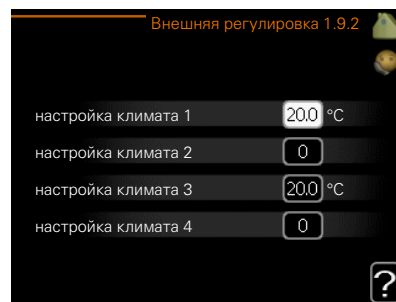 Внешняя регулировка 1.9.2
настройка климата 1 20.0 °C
настройка климата 2 0
настройка климата 3 20.0 °C
настройка климата 4 0
?